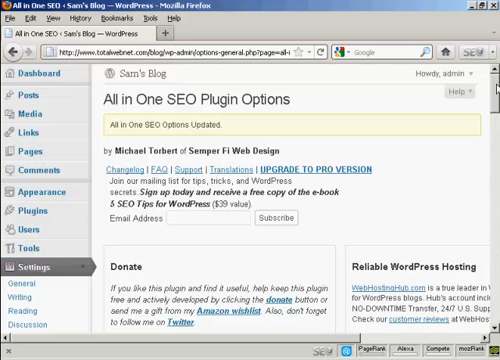 All in One SEO ‹ Sam's Blog — WordPress - Mozilla Firefox
Edit View History Bookmarks Tools Help
All in One SEO ‹ Sam's Blog — WordPress
http://www.totalwebnet.com/blog/wp-admin/options-general.php?page=all-i
Google
SEO
Sam's Blog
Howdy, admin
Help
Dashboard
Posts
Media
Links
Pages
Comments
Appearance
Plugins
Users
Tools
Settings
General
Writing
Reading
Discussion
All in One SEO Plugin Options
All in One SEO Options Updated.
by Michael Torbert of Semper Fi Web Design
Changelog | FAQ | Support | Translations | UPGRADE TO PRO VERSION
Join our mailing list for tips, tricks, and WordPress
secrets. Sign up today and receive a free copy of the e-book
5 SEO Tips for WordPress ($39 value).
Email Address Subscribe
Donate
If you like this plugin and find it useful, help keep this plugin
free and actively developed by clicking the donate button or
send me a gift from my Amazon wishlist. Also, don't forget
to follow me on Twitter.
Reliable WordPress Hosting
WebHostingHub.com is a true leader in
for WordPress blogs. Hub's account inclu
NO-DOWNTIME Transfer, 24/7 U.S. Supp
Check our customer reviews at
SEO PageRank Alexa Compete mozRank